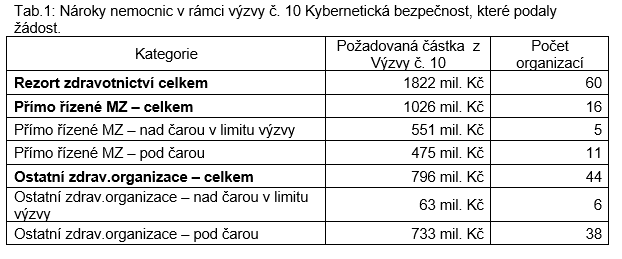 Tab.1: Nároky nemocnic v rámci výzvy č. 10 Kybernetická bezpečnost, které podaly
žádost.
Kategorie
Požadovaná částka z
Výzvy č. 10
Počet
organizací
Rezort zdravotnictví celkem 1822 mil. Kč 60
Přímo řízené MZ – celkem 1026 mil. Kč 16
Přímo řízené MZ – nad čarou v limitu výzvy 551 mil. Kč 5
Přímo řízené MZ – pod čarou 475 mil. Kč 11
Ostatní zdrav.organizace – celkem 796 mil. Kč 44
Ostatní zdrav.organizace – nad čarou v limitu
výzvy 63 mil. Kč 6
Ostatní zdrav.organizace – pod čarou 733 mil. Kč 38